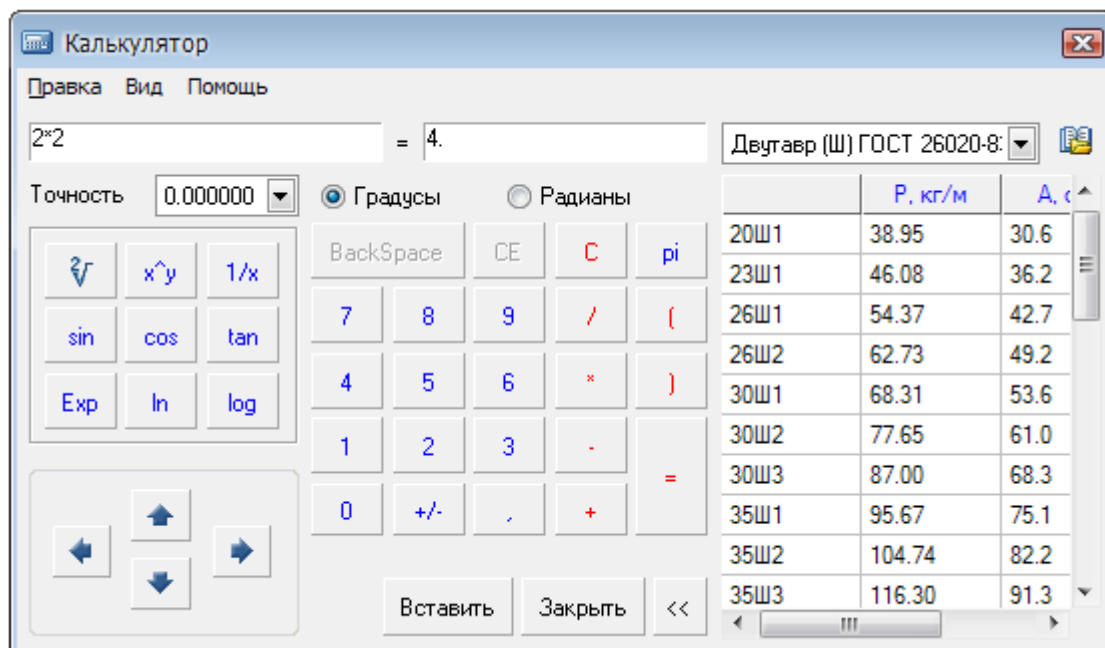 Калькулятор
Правка Вид Помощь
2*2 = 4. Двутавр (Ш) ГОСТ 26020-8
Точность 0.000000 Градусы Радианы
P, кг/м A,
BackSpace CE C pi
2√ x^y 1/x
7 8 9 / (
sin cos tan
4 5 6 * )
Exp ln log
1 2 3 - =
0 +/- , +
Вставить Закрыть <<
20Ш1 38.95 30.6
23Ш1 46.08 36.2
26Ш1 54.37 42.7
26Ш2 62.73 49.2
30Ш1 68.31 53.6
30Ш2 77.65 61.0
30Ш3 87.00 68.3
35Ш1 95.67 75.1
35Ш2 104.74 82.2
35Ш3 116.30 91.3